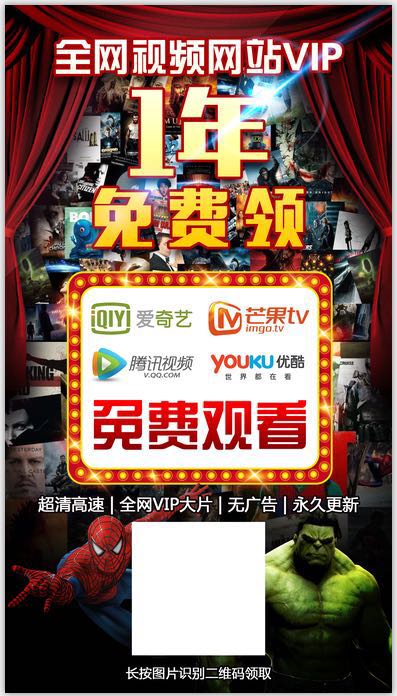 全网视频网站VIP
1年
免费领
iQIYI 爱奇艺
芒果tv
imgo.tv
腾讯视频
V.QQ.COM
YOUKU 优酷
世界都在看
免费观看
超清高速 | 全网VIP大片 | 无广告 | 永久更新
长按图片识别二维码领取